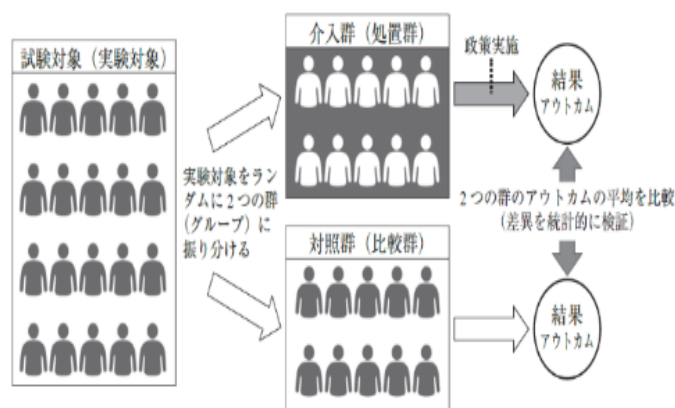 試験対象（実験対象）
実験対象をラン
ダムに2つの群
（グループ）に
振り分ける
介入群（処置群）
対照群（比較群）
政策実施
結果
アウトカム
2つの群のアウトカムの平均を比較
（差異を統計的に検証）
結果
アウトカム